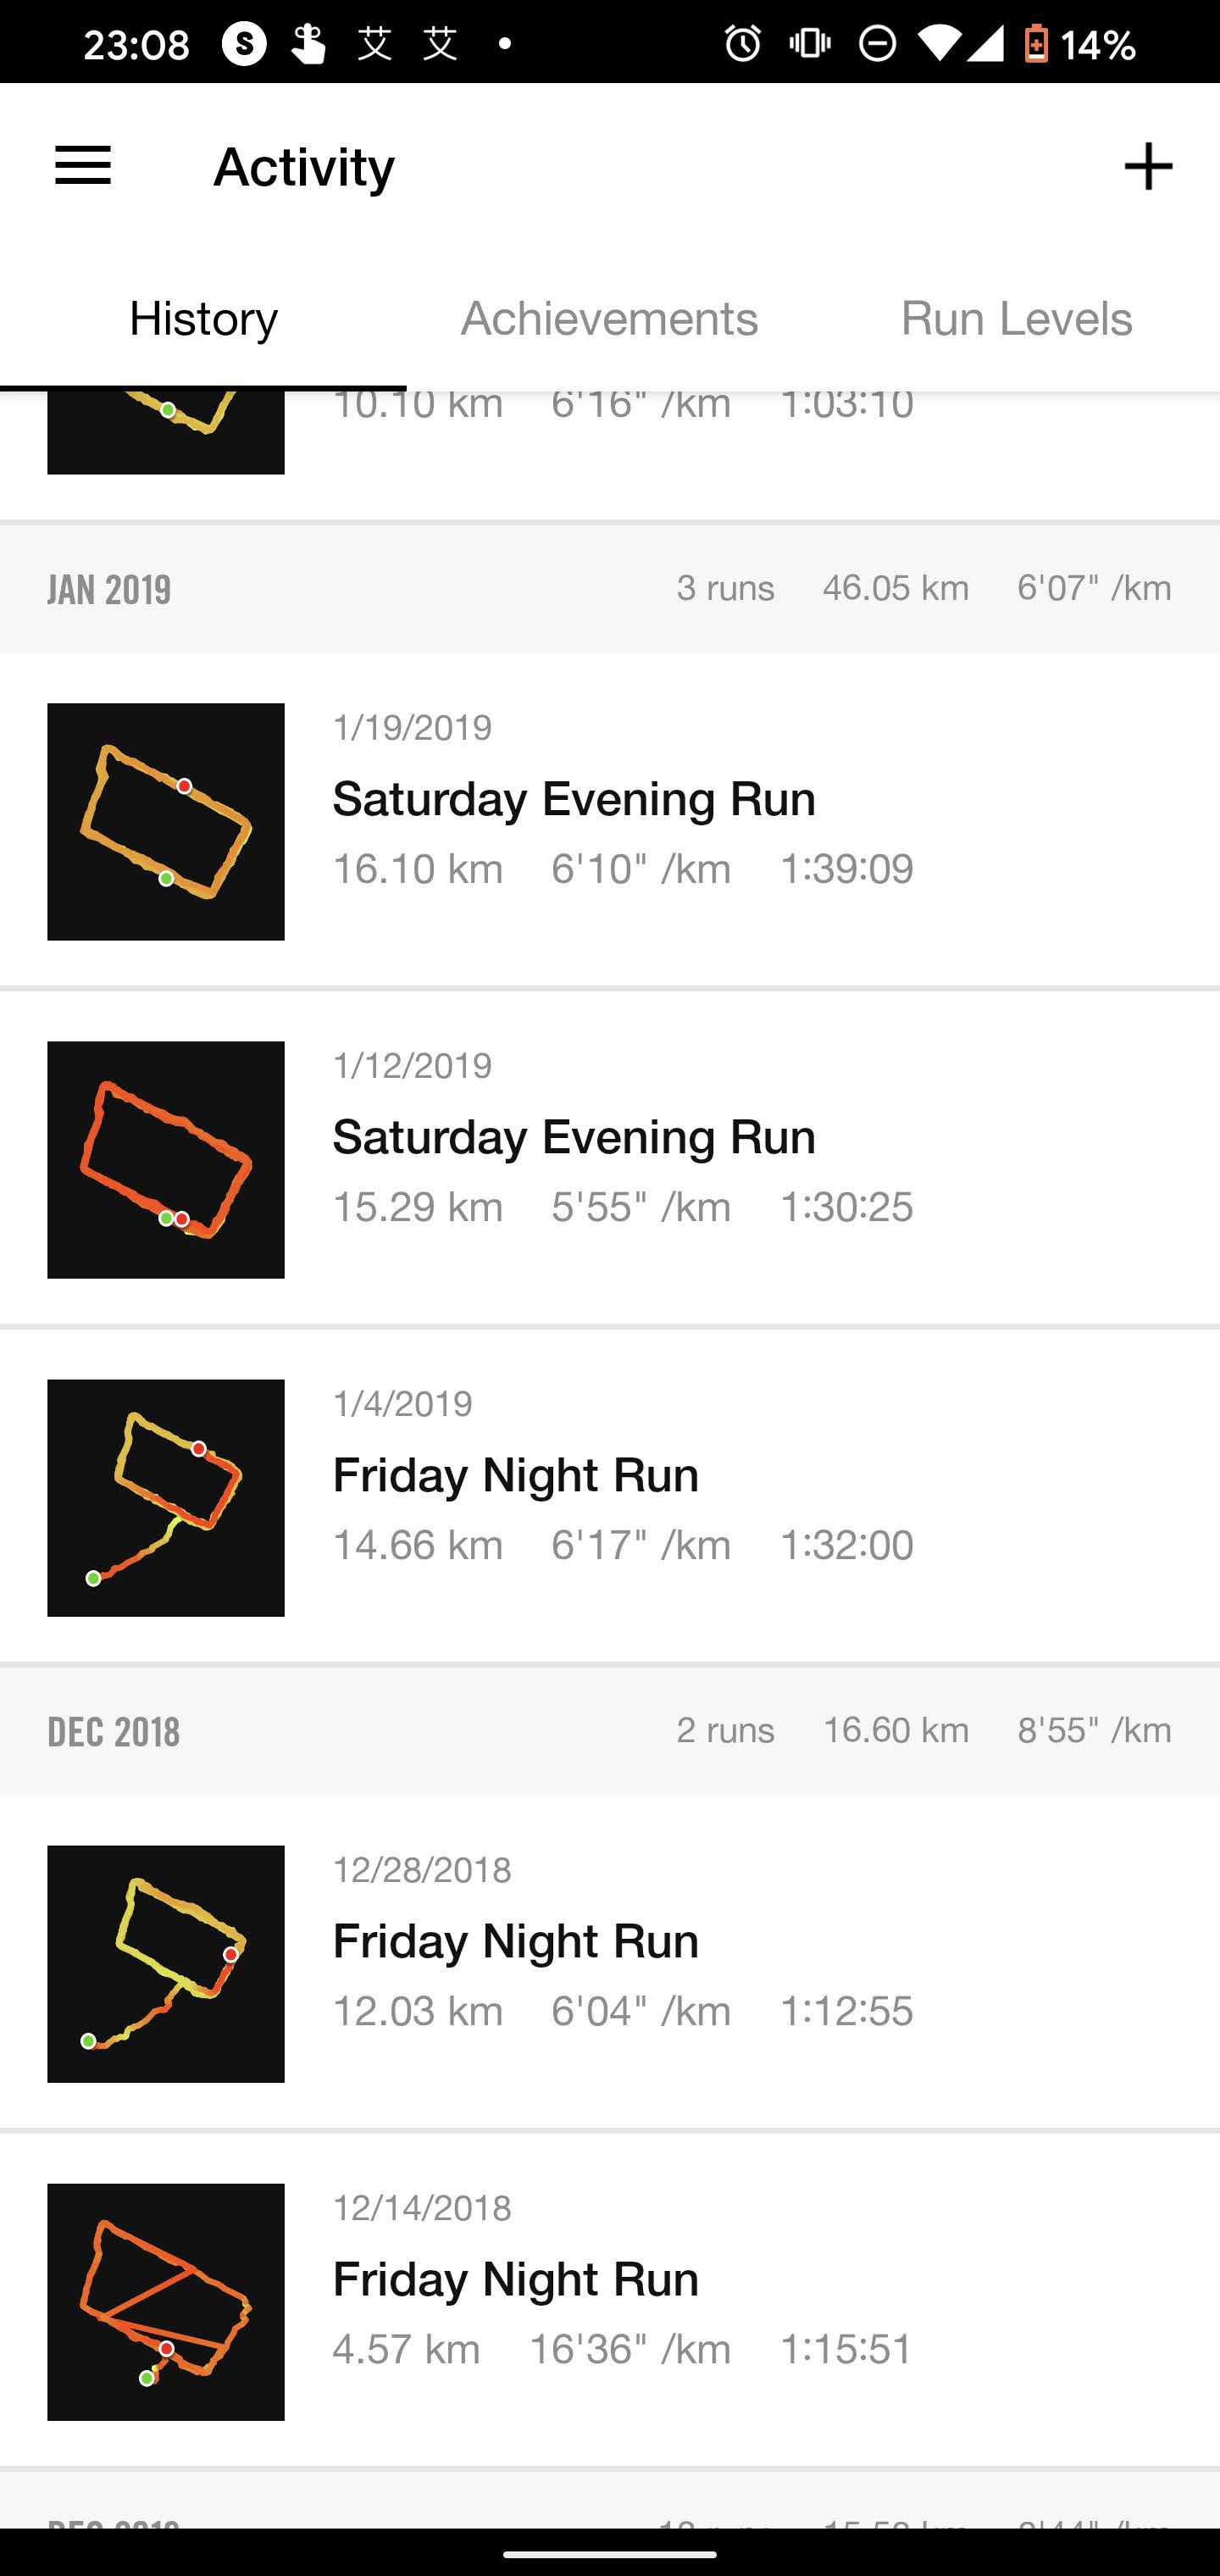 23:08 S 艾 艾 14%
Activity
History Achievements Run Levels
10.10 km 6'16" /km 1:03:10
JAN 2019 3 runs 46.05 km 6'07" /km
1/19/2019
Saturday Evening Run
16.10 km 6'10" /km 1:39:09
1/12/2019
Saturday Evening Run
15.29 km 5'55" /km 1:30:25
1/4/2019
Friday Night Run
14.66 km 6'17" /km 1:32:00
DEC 2018 2 runs 16.60 km 8'55" /km
12/28/2018
Friday Night Run
12.03 km 6'04" /km 1:12:55
12/14/2018
Friday Night Run
4.57 km 16'36" /km 1:15:51